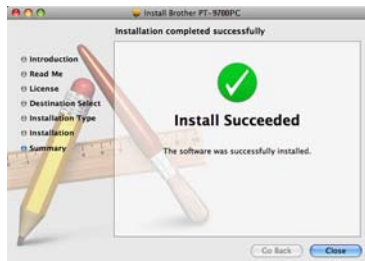 Install Brother PT-9700PC
Installation completed successfully
Introduction
Read Me
License
Destination Select
Installation Type
Installation
Summary
Install Succeeded
The software was successfully installed.
Go Back
Close